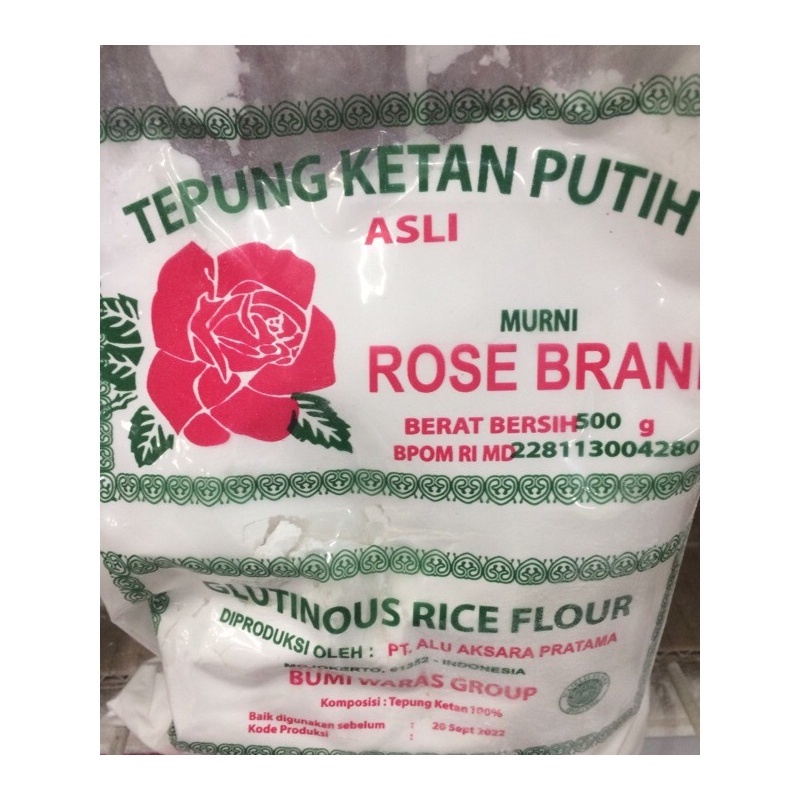 TEPUNG KETAN PUTIH
ASLI
MURNI
ROSE BRAN
BERAT BERSIH 500 g
BPOM RI MD 228113004280
GLUTINOUS RICE FLOUR
DIPRODUKSI OLEH : PT. ALU AKSARA PRATAMA
MOJOKERTO, 61382 - INDONESIA
BUMI WARAS GROUP
Komposisi : Tepung Ketan 100%
Baik digunakan sebelum : 20 Sept 2022
Kode Produksi :